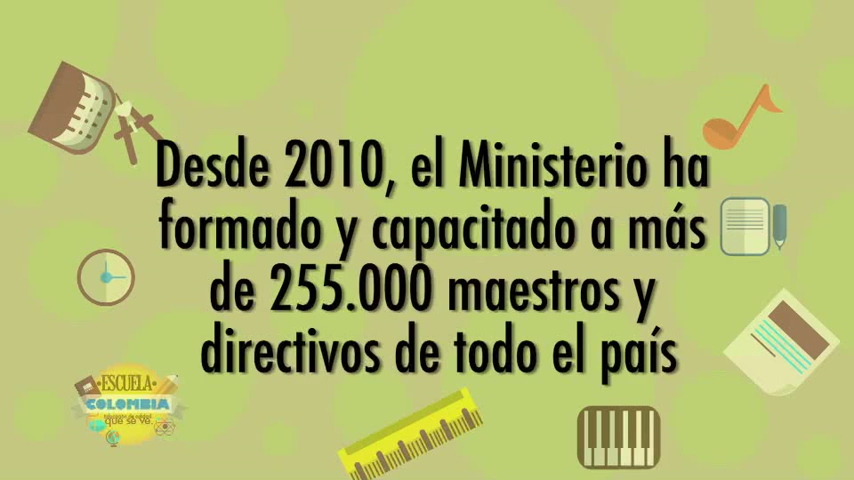 Desde 2010, el Ministerio ha
formado y capacitado a más
de 255.000 maestros y
directivos de todo el país
ESCUELA
COLOMBIA
que se ve.